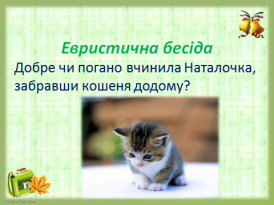 Евристична бесіда
Добре чи погано вчинила Наталочка,
забравши кошеня додому?